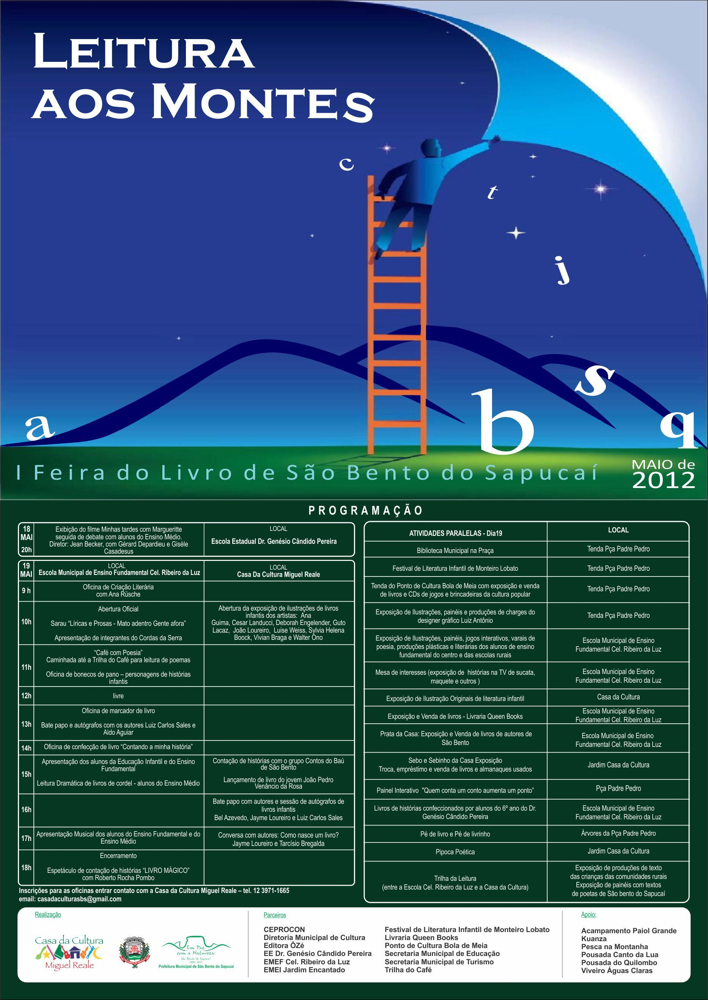 LEITURA
AOS MONTES
c
t
j
s
b
a
q
I Feira do Livro de São Bento do Sapucaí
MAIO de
2012
PROGRAMAÇÃO
18
MAI
20h
Exibição do filme Minhas tardes com Margueritte
seguida de debate com alunos do Ensino Médio.
Diretor: Jean Becker, com Gérard Depardieu e Gisèle
Casadesus
LOCAL
Escola Estadual Dr. Genésio Cândido Pereira
19
MAI
LOCAL
Escola Municipal de Ensino Fundamental Cel. Ribeiro da Luz
LOCAL
Casa Da Cultura Miguel Reale
9 h
Oficina de Criação Literária
com Ana Rüsche
10h
Abertura Oficial
Sarau “Líricas e Prosas - Mato adentro Gente afora”
Apresentação de integrantes do Cordas da Serra
Abertura da exposição de ilustrações de livros
infantis dos artistas: Ana
Guima, Cesar Landucci, Deborah Engelender, Guto
Lacaz, João Loureiro, Luise Weiss, Sylvia Helena
Boock, Vivian Braga e Walter Ono
11h
“Café com Poesia”
Caminhada até a Trilha do Café para leitura de poemas
Oficina de bonecos de pano – personagens de histórias
infantis
12h
livre
13h
Oficina de marcador de livro
Bate papo e autógrafos com os autores Luiz Carlos Sales e
Aldo Aguiar
14h
Oficina de confecção de livro “Contando a minha história”
15h
Apresentação dos alunos da Educação Infantil e do Ensino
Fundamental
Leitura Dramática de livros de cordel - alunos do Ensino Médio
Contação de histórias com o grupo Contos do Baú
de São Bento
Lançamento de livro do jovem João Pedro
Venâncio da Rosa
16h
Bate papo com autores e sessão de autógrafos de
livros infantis
Bel Azevedo, Jayme Loureiro e Luiz Carlos Sales
17h
Apresentação Musical dos alunos do Ensino Fundamental e do
Ensino Médio
Conversa com autores: Como nasce um livro?
Jayme Loureiro e Tarcísio Bregalda
18h
Encerramento
Espetáculo de contação de histórias “LIVRO MÁGICO”
com Roberto Rocha Pombo
Inscrições para as oficinas entrar contato com a Casa da Cultura Miguel Reale – tel. 12 3971-1665
email: casadaculturasbs@gmail.com
ATIVIDADES PARALELAS - Dia19
LOCAL
Biblioteca Municipal na Praça
Tenda Pça Padre Pedro
Festival de Literatura Infantil de Monteiro Lobato
Tenda Pça Padre Pedro
Tenda do Ponto de Cultura Bola de Meia com exposição e venda
de livros e CDs de jogos e brincadeiras da cultura popular
Tenda Pça Padre Pedro
Exposição de Ilustrações, painéis e produções de charges do
designer gráfico Luiz Antônio
Tenda Pça Padre Pedro
Exposição de Ilustrações, painéis, jogos interativos, varais de
poesia, produções plásticas e literárias dos alunos de ensino
fundamental do centro e das escolas rurais
Escola Municipal de Ensino
Fundamental Cel. Ribeiro da Luz
Mesa de interesses (exposição de histórias na TV de sucata,
maquete e outros )
Escola Municipal de Ensino
Fundamental Cel. Ribeiro da Luz
Exposição de Ilustração Originais de literatura infantil
Casa da Cultura
Exposição e Venda de livros - Livraria Queen Books
Escola Municipal de Ensino
Fundamental Cel. Ribeiro da Luz
Prata da Casa: Exposição e Venda de livros de autores de
São Bento
Escola Municipal de Ensino
Fundamental Cel. Ribeiro da Luz
Sebo e Sebinho da Casa Exposição
Troca, empréstimo e venda de livros e almanaques usados
Jardim Casa da Cultura
Painel Interativo "Quem conta um conto aumenta um ponto”
Pça Padre Pedro
Livros de histórias confeccionados por alunos do 6º ano do Dr.
Genésio Cândido Pereira
Escola Municipal de Ensino
Fundamental Cel. Ribeiro da Luz
Pé de livro e Pé de livrinho
Árvores da Pça Padre Pedro
Pipoca Poética
Jardim Casa da Cultura
Trilha da Leitura
(entre a Escola Cel. Ribeiro da Luz e a Casa da Cultura)
Exposição de produções de texto
das crianças das comunidades rurais
Exposição de painéis com textos
de poetas de São bento do Sapucaí
Realização
Casa da Cultura
Miguel Reale
Em Paz
com a Natureza
São Bento do Sapucaí
2009 - 2012
Prefeitura Municipal de São Bento do Sapucaí
Parceiros
CEPROCON
Diretoria Municipal de Cultura
Editora ÔZé
EE Dr. Genésio Cândido Pereira
EMEF Cel. Ribeiro da Luz
EMEI Jardim Encantado
Festival de Literatura Infantil de Monteiro Lobato
Livraria Queen Books
Ponto de Cultura Bola de Meia
Secretaria Municipal de Educação
Secretaria Municipal de Turismo
Trilha do Café
Apoio:
Acampamento Paiol Grande
Kuanza
Pesca na Montanha
Pousada Canto da Lua
Pousada do Quilombo
Viveiro Águas Claras